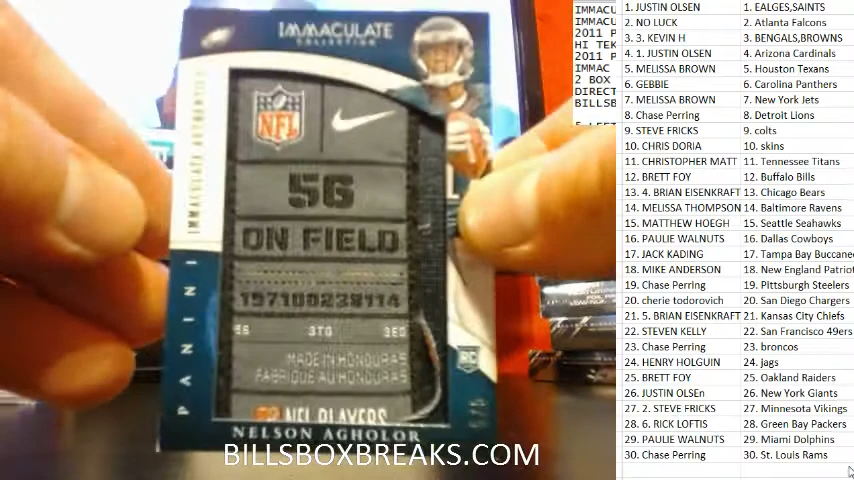 IMMACULATE
COLLECTION
IMMACULATE AUTHENTICS
PANINI
NFL
56
ON FIELD
56 3TG 3ED
MADE IN HONDURAS
FABRIQUE AU HONDURAS
NFL PLAYERS
RC
NELSON AGHOLOR
BILLSBOXBREAKS.COM
IMMACU
IMMACU
2011 P
HI TEK
2011 P
IMMAC
2 BOX
DIRECT
BILLSB
1. JUSTIN OLSEN 1. EALGES,SAINTS
2. NO LUCK 2. Atlanta Falcons
3. 3. KEVIN H 3. BENGALS,BROWNS
4. 1. JUSTIN OLSEN 4. Arizona Cardinals
5. MELISSA BROWN 5. Houston Texans
6. GEBBIE 6. Carolina Panthers
7. MELISSA BROWN 7. New York Jets
8. Chase Perring 8. Detroit Lions
9. STEVE FRICKS 9. colts
10. CHRIS DORIA 10. skins
11. CHRISTOPHER MATT 11. Tennessee Titans
12. BRETT FOY 12. Buffalo Bills
13. 4. BRIAN EISENKRAFT 13. Chicago Bears
14. MELISSA THOMPSON 14. Baltimore Ravens
15. MATTHEW HOEGH 15. Seattle Seahawks
16. PAULIE WALNUTS 16. Dallas Cowboys
17. JACK KADING 17. Tampa Bay Buccanee
18. MIKE ANDERSON 18. New England Patriot
19. Chase Perring 19. Pittsburgh Steelers
20. cherie todorovich 20. San Diego Chargers
21. 5. BRIAN EISENKRAFT 21. Kansas City Chiefs
22. STEVEN KELLY 22. San Francisco 49ers
23. Chase Perring 23. broncos
24. HENRY HOLGUIN 24. jags
25. BRETT FOY 25. Oakland Raiders
26. JUSTIN OLSEn 26. New York Giants
27. 2. STEVE FRICKS 27. Minnesota Vikings
28. 6. RICK LOFTIS 28. Green Bay Packers
29. PAULIE WALNUTS 29. Miami Dolphins
30. Chase Perring 30. St. Louis Rams